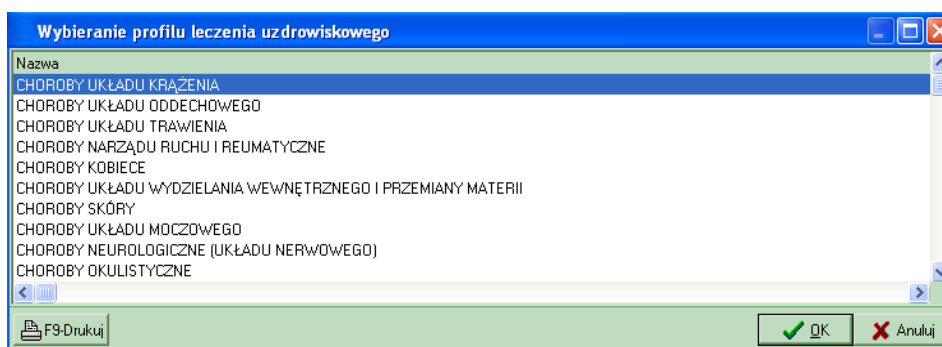 Wybieranie profilu leczenia uzdrowiskowego
Nazwa
CHOROBY UKŁADU KRĄŻENIA
CHOROBY UKŁADU ODDECHOWEGO
CHOROBY UKŁADU TRAWIENIA
CHOROBY NARZĄDU RUCHU I REUMATYCZNE
CHOROBY KOBIECE
CHOROBY UKŁADU WYDZIELANIA WEWNĘTRZNEGO I PRZEMIANY MATERII
CHOROBY SKÓRY
CHOROBY UKŁADU MOCZOWEGO
CHOROBY NEUROLOGICZNE (UKŁADU NERWOWEGO)
CHOROBY OKULISTYCZNE
F9-Drukuj OK Anuluj